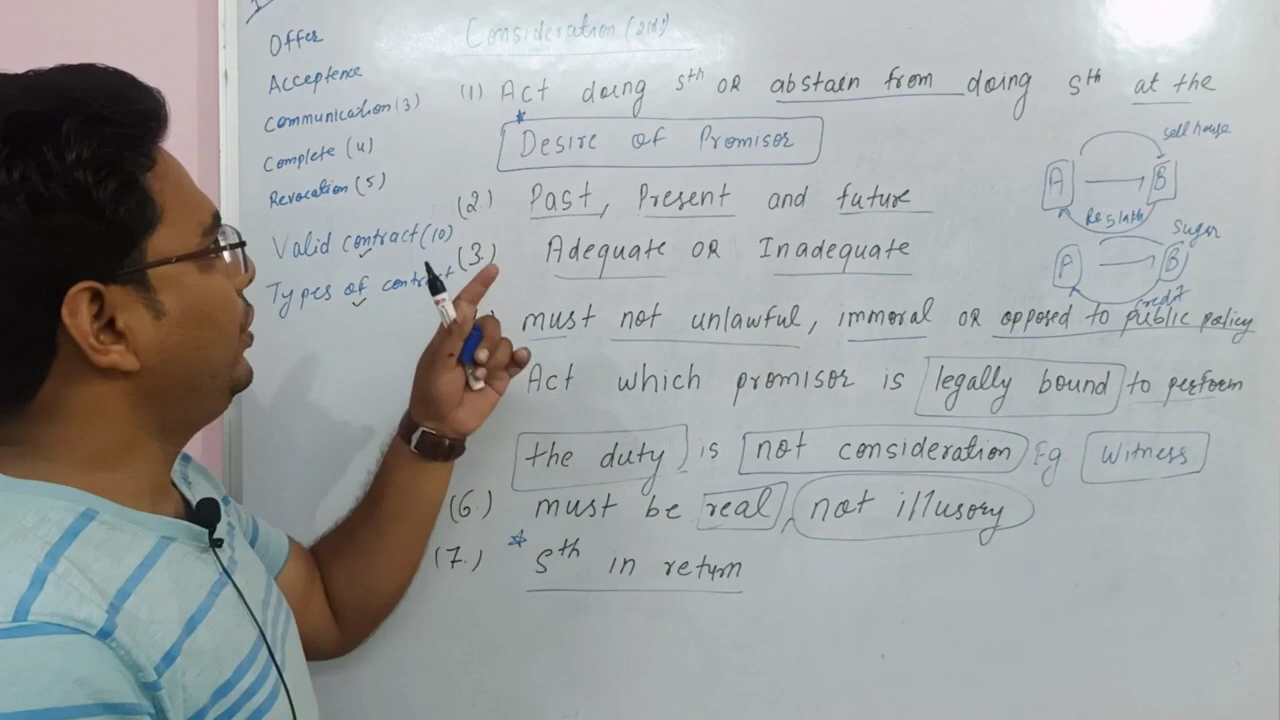 Offer
Acceptence
Communication (3)
Complete (4)
Revocation (5)
Valid contract (10)
Types of contract
Consideration (2(d))
(1) Act doing sth OR abstain from doing sth at the
Desire of Promisor
(2.) Past, Present and future
(3.) Adequate OR Inadequate
must not unlawful, immoral OR opposed to public policy
Act which promisor is legally bound to perform
the duty is not consideration Eg Witness
(6.) must be real, not illusory
(7.) sth in return
sell house
A B
Rs 5 lakh
Sugar
A B
credit